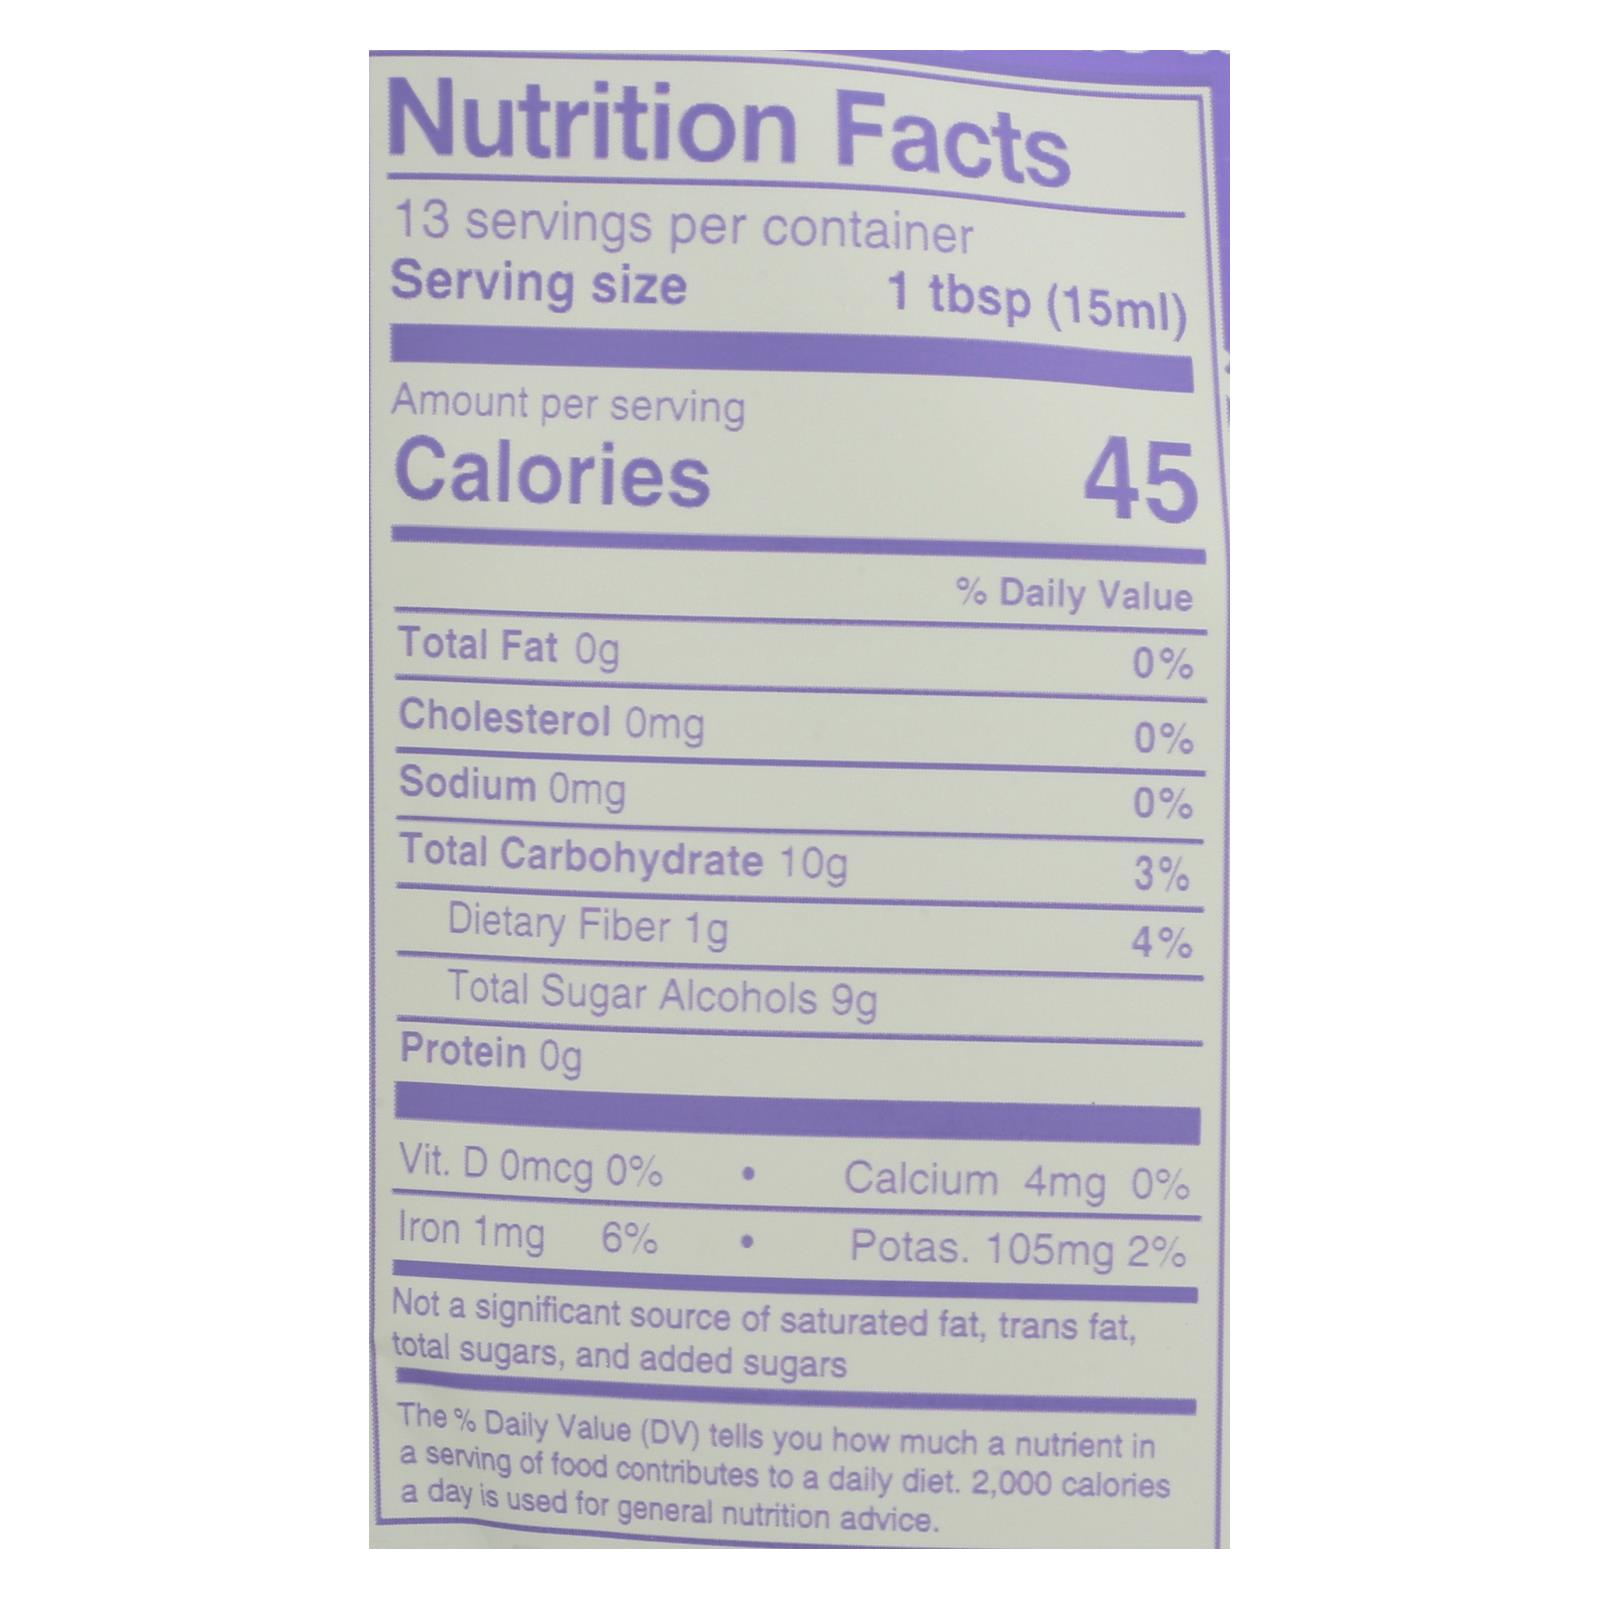 Nutrition Facts
13 servings per container
Serving size 1 tbsp (15ml)
Amount per serving
Calories 45
% Daily Value
Total Fat 0g 0%
Cholesterol 0mg 0%
Sodium 0mg 0%
Total Carbohydrate 10g 3%
Dietary Fiber 1g 4%
Total Sugar Alcohols 9g
Protein 0g
Vit. D 0mcg 0% • Calcium 4mg 0%
Iron 1mg 6% • Potas. 105mg 2%
Not a significant source of saturated fat, trans fat,
total sugars, and added sugars
The % Daily Value (DV) tells you how much a nutrient in
a serving of food contributes to a daily diet. 2,000 calories
a day is used for general nutrition advice.